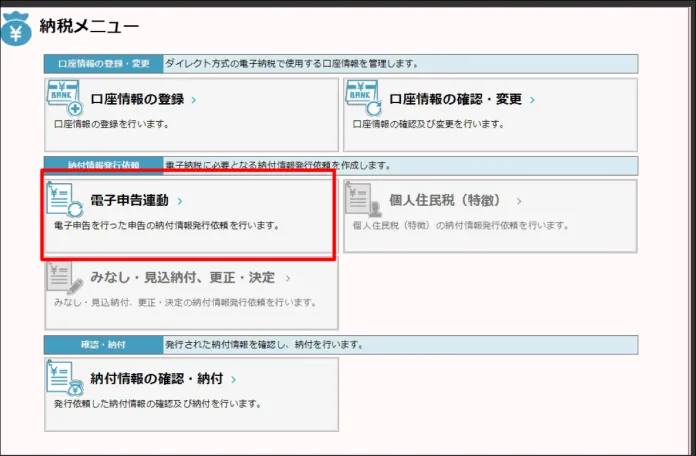 納税メニュー
口座情報の登録・変更 ダイレクト方式の電子納税で使用する口座情報を管理します。
口座情報の登録
口座情報の登録を行います。
口座情報の確認・変更
口座情報の確認及び変更を行います。
納付情報発行依頼 電子納税に必要となる納付情報発行依頼を作成します。
電子申告連動
電子申告を行った申告の納付情報発行依頼を行います。
個人住民税（特徴）
個人住民税（特徴）の納付情報発行依頼を行います。
みなし・見込納付、更正・決定
みなし・見込納付、更正・決定の納付情報発行依頼を行います。
確認・納付 発行された納付情報を確認し、納付を行います。
納付情報の確認・納付
発行依頼した納付情報の確認及び納付を行います。
BANK
BANK